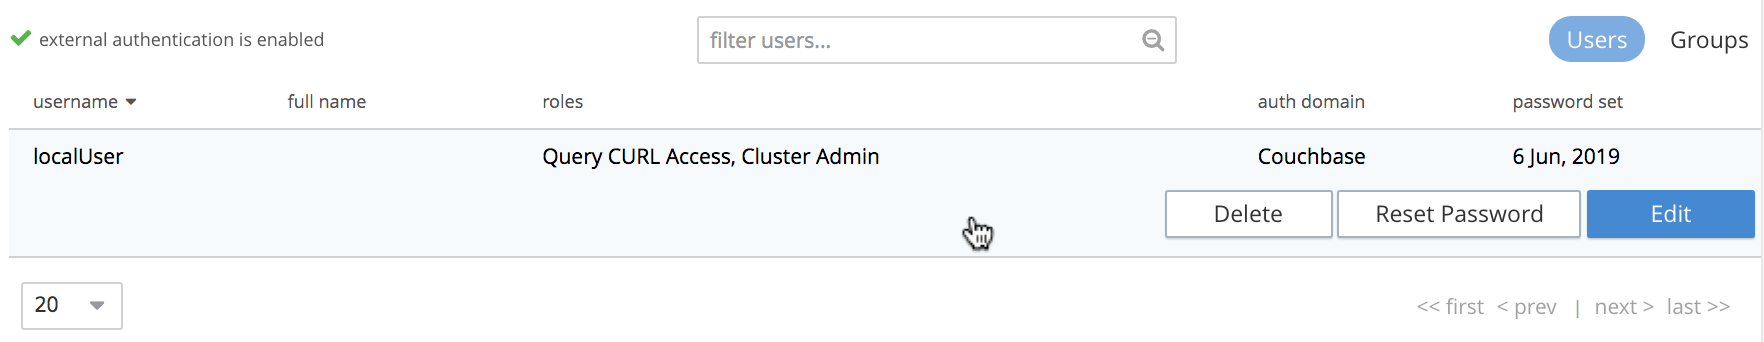 external authentication is enabled
filter users...
Users Groups
username full name roles auth domain password set
localUser Query CURL Access, Cluster Admin Couchbase 6 Jun, 2019
Delete Reset Password Edit
20
<< first < prev | next > last >>